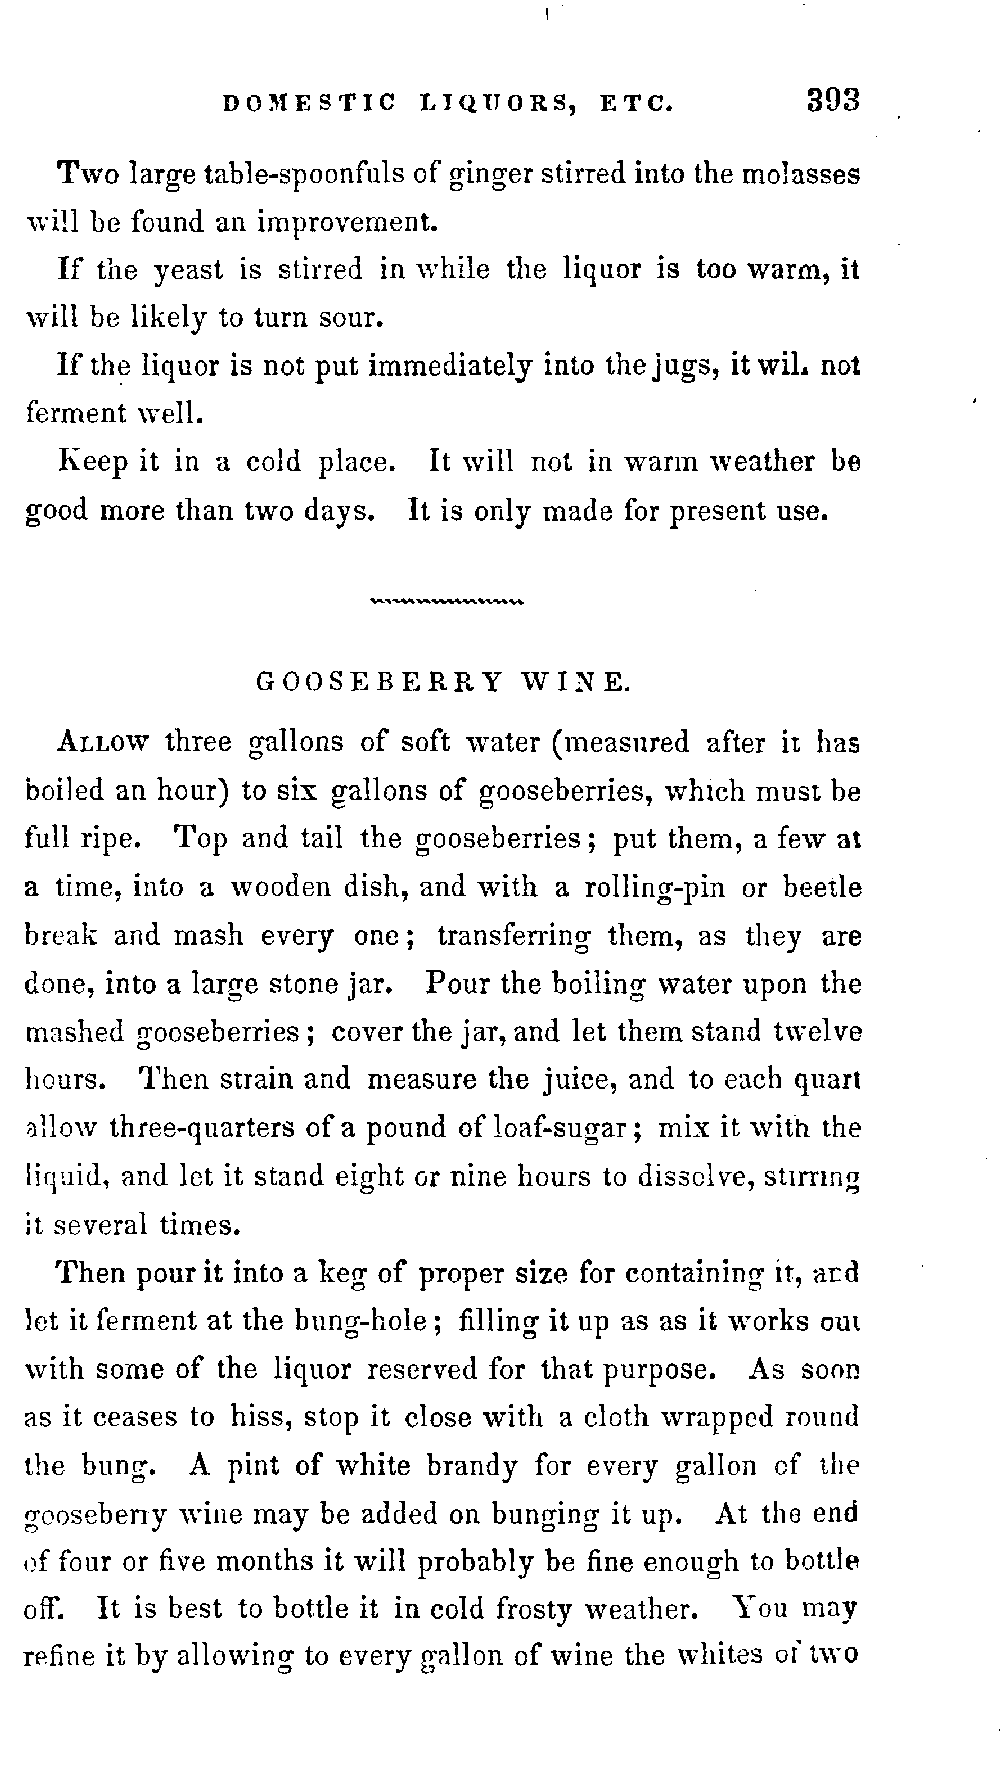 DOMESTIC LIQUORS, ETC. 393
Two large table-spoonfuls of ginger stirred into the molasses
will be found an improvement.
If the yeast is stirred in while the liquor is too warm, it
will be likely to turn sour.
If the liquor is not put immediately into the jugs, it will not
ferment well.
Keep it in a cold place. It will not in warm weather be
good more than two days. It is only made for present use.
GOOSEBERRY WINE.
ALLOW three gallons of soft water (measured after it has
boiled an hour) to six gallons of gooseberries, which must be
full ripe. Top and tail the gooseberries; put them, a few at
a time, into a wooden dish, and with a rolling-pin or beetle
break and mash every one; transferring them, as they are
done, into a large stone jar. Pour the boiling water upon the
mashed gooseberries; cover the jar, and let them stand twelve
hours. Then strain and measure the juice, and to each quart
allow three-quarters of a pound of loaf-sugar; mix it with the
liquid, and let it stand eight or nine hours to dissolve, stirring
it several times.
Then pour it into a keg of proper size for containing it, and
let it ferment at the bung-hole; filling it up as as it works out
with some of the liquor reserved for that purpose. As soon
as it ceases to hiss, stop it close with a cloth wrapped round
the bung. A pint of white brandy for every gallon of the
gooseberry wine may be added on bunging it up. At the end
of four or five months it will probably be fine enough to bottle
off. It is best to bottle it in cold frosty weather. You may
refine it by allowing to every gallon of wine the whites of two